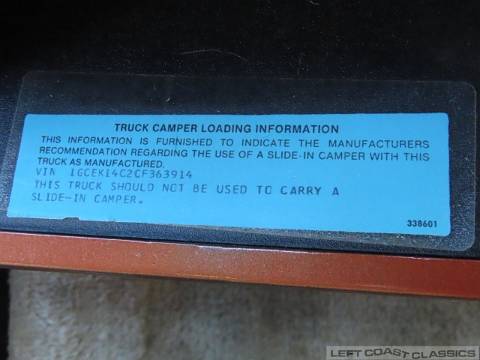 TRUCK CAMPER LOADING INFORMATION
THIS INFORMATION IS FURNISHED TO INDICATE THE MANUFACTURERS
RECOMMENDATION REGARDING THE USE OF A SLIDE-IN CAMPER WITH THIS
TRUCK AS MANUFACTURED.
VIN 1GCEK14C2CF363914
THIS TRUCK SHOULD NOT BE USED TO CARRY A
SLIDE-IN CAMPER.
338601
LEFT COAST CLASSICS